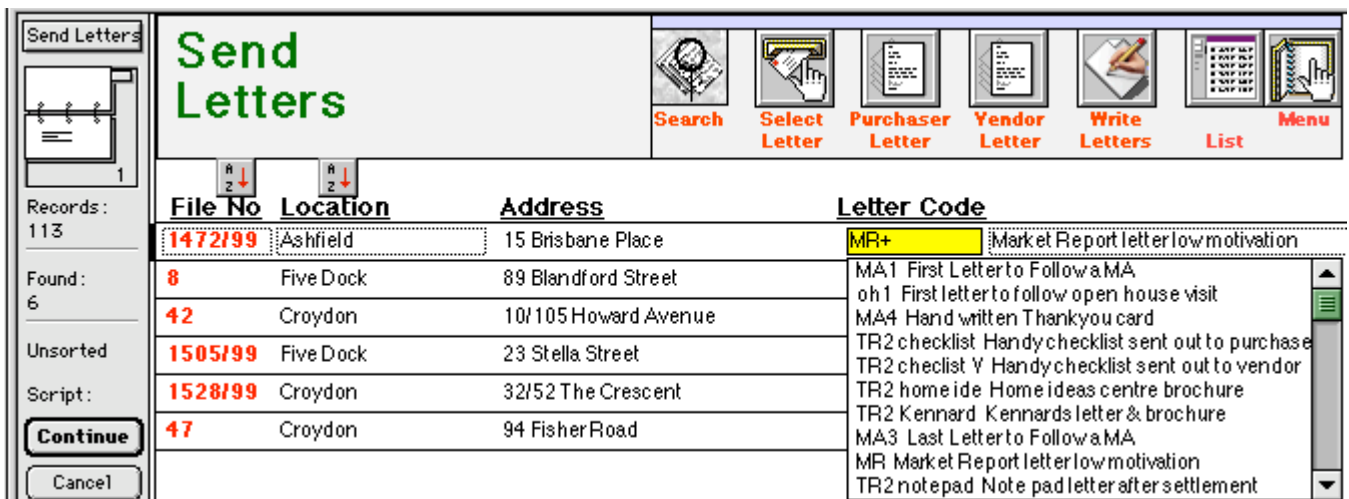 Send Letters
1
Records:
113
Found:
6
Unsorted
Script:
Continue
Cancel
Send
Letters
Search
Select
Letter
Purchaser
Letter
Vendor
Letter
Write
Letters
List
Menu
A
Z
A
Z
File No Location Address Letter Code
1472/99 Ashfield 15 Brisbane Place MR+ Market Report letter low motivation
8 Five Dock 89 Blandford Street
42 Croydon 10/105 Howard Avenue
1505/99 Five Dock 23 Stella Street
1528/99 Croydon 32/52 The Crescent
47 Croydon 94 Fisher Road
MA1 First Letter to Follow a MA
oh1 First letter to follow open house visit
MA4 Hand written Thankyou card
TR2 checklist Handy checklist sent out to purchase
TR2 checlist V Handy checklist sent out to vendor
TR2 home ide Home ideas centre brochure
TR2 Kennard Kennards letter & brochure
MA3 Last Letter to Follow a MA
MR Market Report letter low motivation
TR2 notepad Note pad letter after settlement